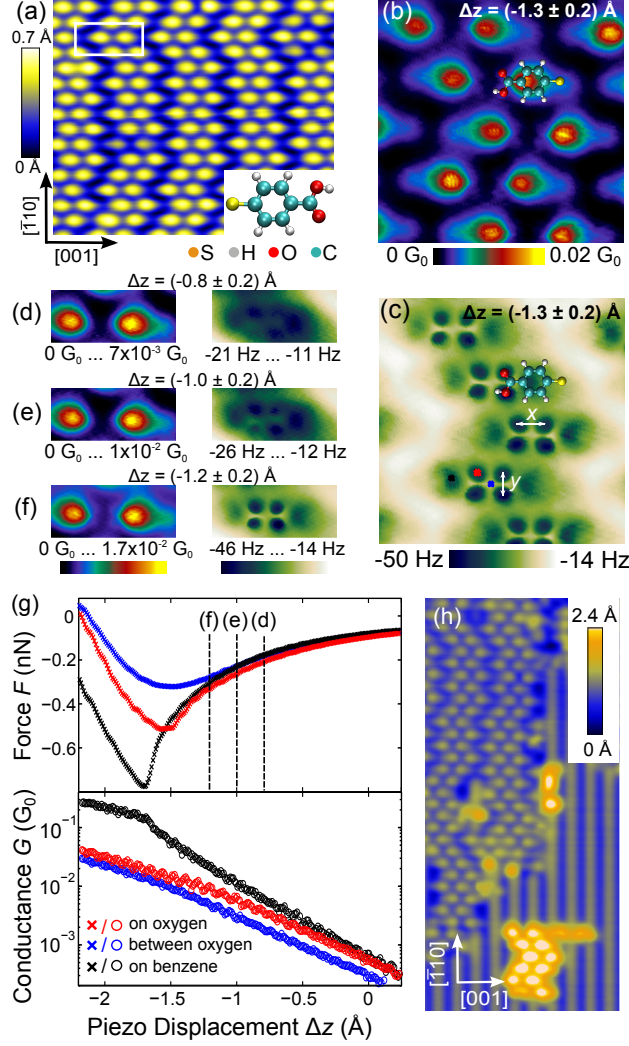 (a)
0.7 Å
0 Å
[1̄10]
[001]
S H O C
(b)
Δz = (-1.3 ± 0.2) Å
0 G₀ 0.02 G₀
Δz = (-0.8 ± 0.2) Å
(d)
0 G₀ ... 7x10⁻³ G₀ -21 Hz ... -11 Hz
Δz = (-1.0 ± 0.2) Å
(e)
0 G₀ ... 1x10⁻² G₀ -26 Hz ... -12 Hz
Δz = (-1.2 ± 0.2) Å
(f)
0 G₀ ... 1.7x10⁻² G₀ -46 Hz ... -14 Hz
(c)
Δz = (-1.3 ± 0.2) Å
x
y
-50 Hz -14 Hz
(g)
(f) (e) (d)
0
-0.2
-0.4
-0.6
Force F (nN)
10⁻¹
10⁻²
10⁻³
Conductance G (G₀)
×/○ on oxygen
×/○ between oxygen
×/○ on benzene
−2 −1.5 −1 −0.5 0
Piezo Displacement Δz (Å)
(h)
2.4 Å
0 Å
[1̄10]
[001]